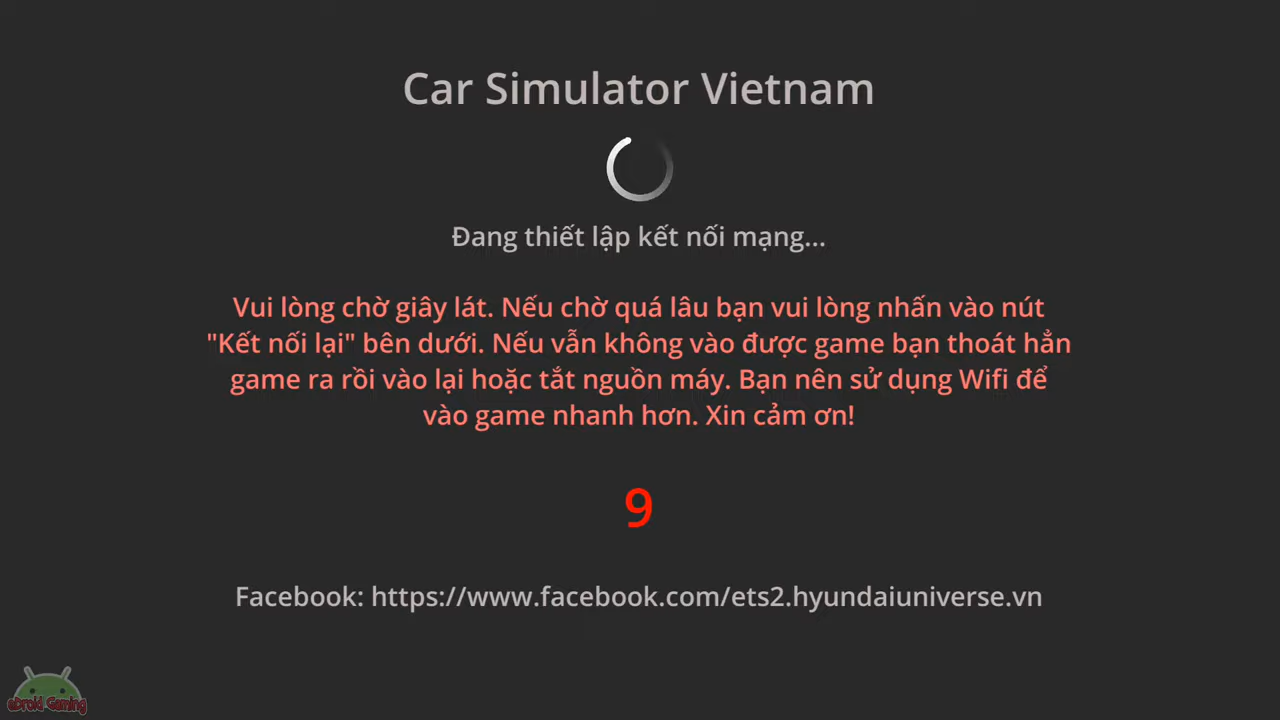 Car Simulator Vietnam
Đang thiết lập kết nối mạng...
Vui lòng chờ giây lát. Nếu chờ quá lâu bạn vui lòng nhấn vào nút
"Kết nối lại" bên dưới. Nếu vẫn không vào được game bạn thoát hẳn
game ra rồi vào lại hoặc tắt nguồn máy. Bạn nên sử dụng Wifi để
vào game nhanh hơn. Xin cảm ơn!
9
Facebook: https://www.facebook.com/ets2.hyundaiuniverse.vn
eDroid Gaming